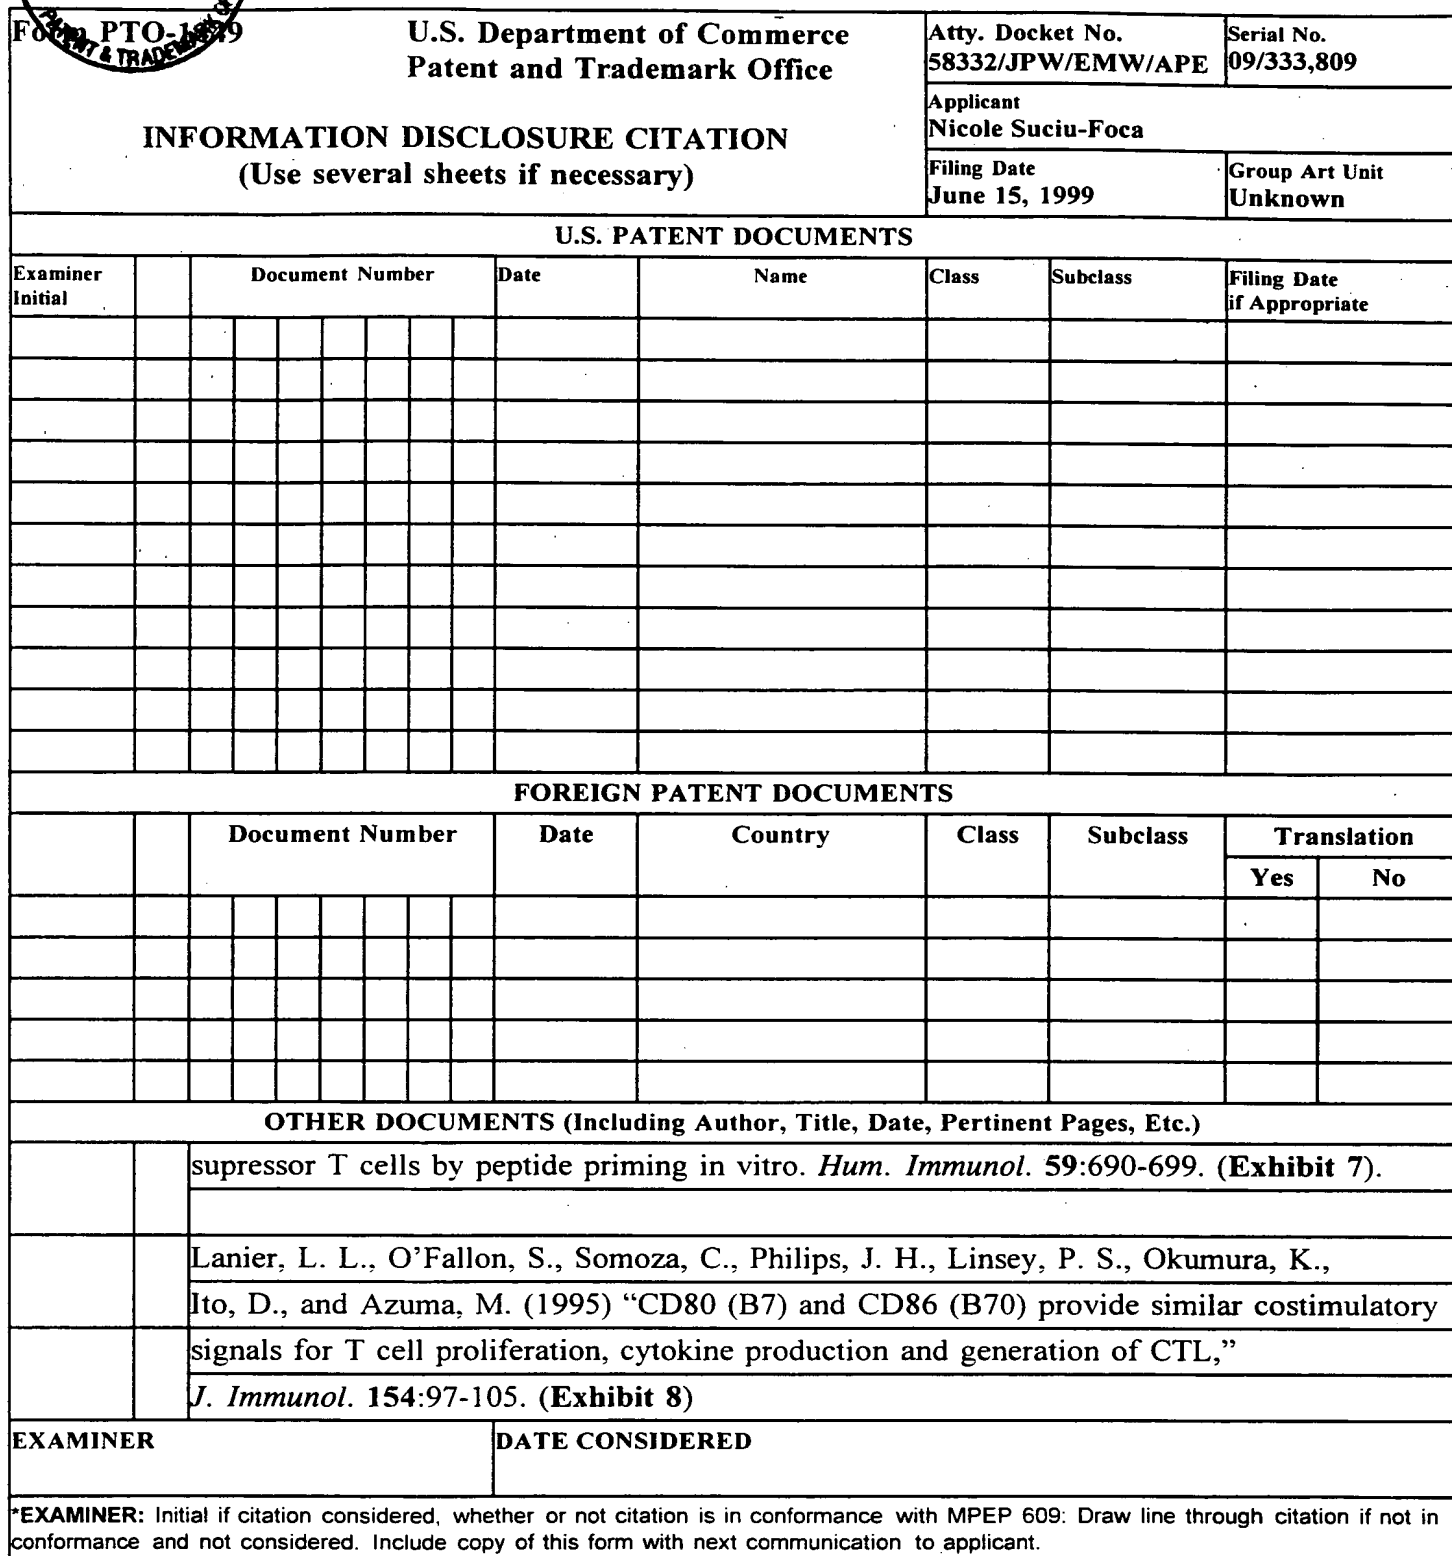 Form PTO-1449
U.S. Department of Commerce
Patent and Trademark Office
PATENT & TRADEMARK
INFORMATION DISCLOSURE CITATION
(Use several sheets if necessary)
Atty. Docket No.
58332/JPW/EMW/APE
Serial No.
09/333,809
Applicant
Nicole Suciu-Foca
Filing Date
June 15, 1999
Group Art Unit
Unknown
U.S. PATENT DOCUMENTS
Examiner
Initial
Document Number
Date
Name
Class
Subclass
Filing Date
if Appropriate
FOREIGN PATENT DOCUMENTS
Document Number
Date
Country
Class
Subclass
Translation
Yes
No
OTHER DOCUMENTS (Including Author, Title, Date, Pertinent Pages, Etc.)
supressor T cells by peptide priming in vitro. Hum. Immunol. 59:690-699. (Exhibit 7).
Lanier, L. L., O'Fallon, S., Somoza, C., Philips, J. H., Linsey, P. S., Okumura, K.,
Ito, D., and Azuma, M. (1995) “CD80 (B7) and CD86 (B70) provide similar costimulatory
signals for T cell proliferation, cytokine production and generation of CTL,”
J. Immunol. 154:97-105. (Exhibit 8)
EXAMINER
DATE CONSIDERED
*EXAMINER: Initial if citation considered, whether or not citation is in conformance with MPEP 609: Draw line through citation if not in
conformance and not considered. Include copy of this form with next communication to applicant.